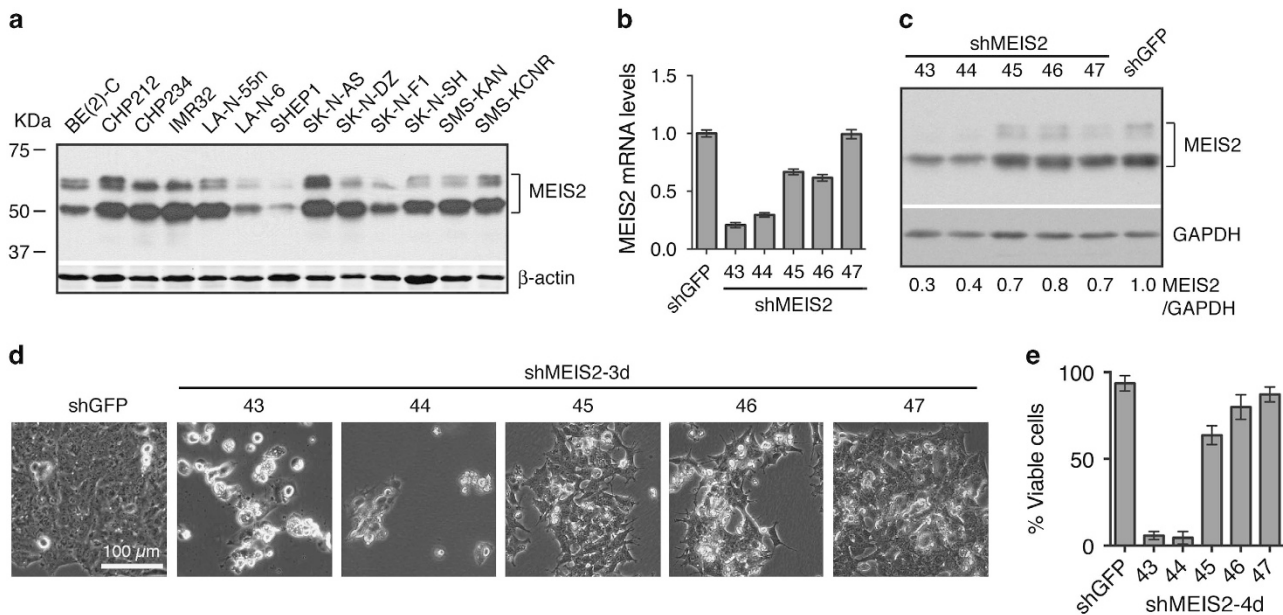 a
KDa
BE(2)-C
CHP212
CHP234
IMR32
LA-N-55n
LA-N-6
SHEP1
SK-N-AS
SK-N-DZ
SK-N-F1
SK-N-SH
SMS-KAN
SMS-KCNR
75
50
37
MEIS2
β-actin
b
MEIS2 mRNA levels
1.5
1.0
0.5
0.0
shGFP
43 44 45 46 47
shMEIS2
c
shMEIS2
43 44 45 46 47
shGFP
MEIS2
GAPDH
0.3 0.4 0.7 0.8 0.7 1.0 MEIS2
/GAPDH
d
shMEIS2-3d
shGFP 43 44 45 46 47
100 µm
e
% Viable cells
100
50
0
shGFP
43
44
45
46
47
shMEIS2-4d